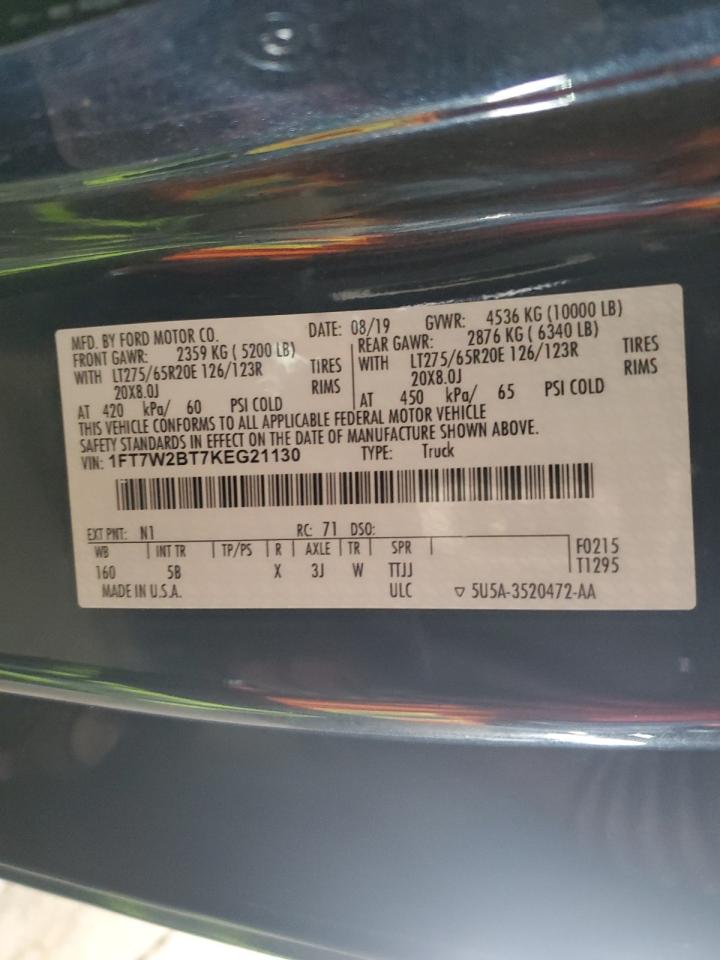 MFD. BY FORD MOTOR CO. DATE: 08/19 GVWR: 4536 KG (10000 LB)
FRONT GAWR: 2359 KG ( 5200 LB) REAR GAWR: 2876 KG ( 6340 LB)
WITH LT275/65R20E 126/123R TIRES WITH LT275/65R20E 126/123R TIRES
20X8.0J RIMS 20X8.0J RIMS
AT 420 kPa/ 60 PSI COLD AT 450 kPa/ 65 PSI COLD
THIS VEHICLE CONFORMS TO ALL APPLICABLE FEDERAL MOTOR VEHICLE
SAFETY STANDARDS IN EFFECT ON THE DATE OF MANUFACTURE SHOWN ABOVE.
VIN: 1FT7W2BT7KEG21130 TYPE: Truck
EXT PNT: N1 RC: 71 DSO:
WB INT TR TP/PS R AXLE TR SPR F0215
160 5B X 3J W TTJJ T1295
MADE IN U.S.A. ULC ▽ 5U5A-3520472-AA